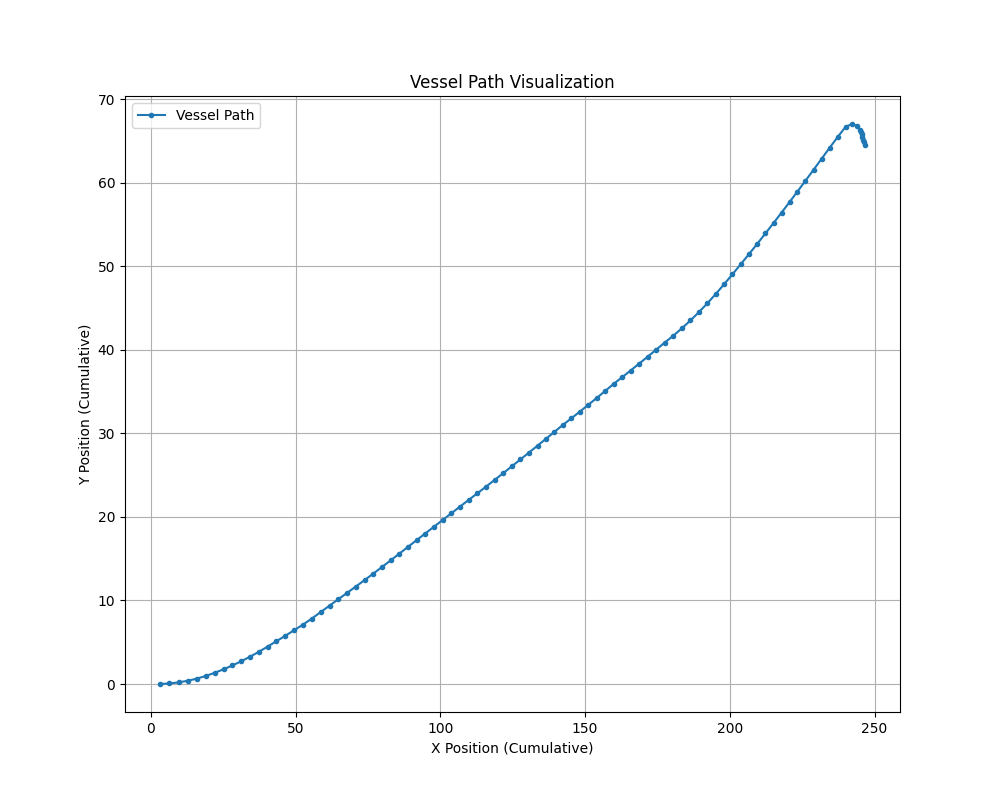 Vessel Path Visualization
Vessel Path
70
60
50
40
30
20
10
0
Y Position (Cumulative)
0 50 100 150 200 250
X Position (Cumulative)